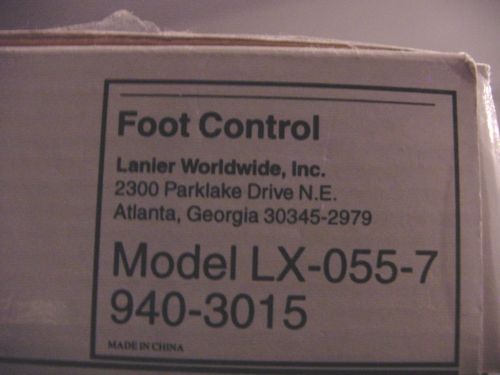 Foot Control
Lanier Worldwide, Inc.
2300 Parklake Drive N.E.
Atlanta, Georgia 30345-2979
Model LX-055-7
940-3015
MADE IN CHINA